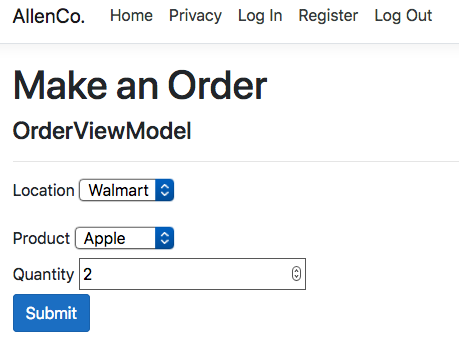 AllenCo. Home Privacy Log In Register Log Out
Make an Order
OrderViewModel
Location Walmart
Product Apple
Quantity 2
Submit